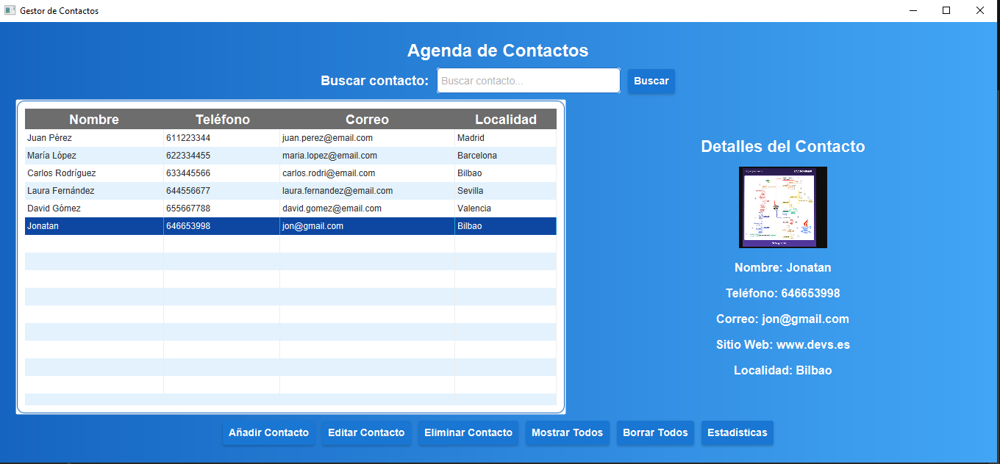 Gestor de Contactos
Agenda de Contactos
Buscar contacto: Buscar contacto... Buscar
Nombre Teléfono Correo Localidad
Juan Pérez 611223344 juan.perez@email.com Madrid
María López 622334455 maria.lopez@email.com Barcelona
Carlos Rodríguez 633445566 carlos.rodri@email.com Bilbao
Laura Fernández 644556677 laura.fernandez@email.com Sevilla
David Gómez 655667788 david.gomez@email.com Valencia
Jonatan 646653998 jon@gmail.com Bilbao
Detalles del Contacto
Nombre: Jonatan
Teléfono: 646653998
Correo: jon@gmail.com
Sitio Web: www.devs.es
Localidad: Bilbao
Añadir Contacto Editar Contacto Eliminar Contacto Mostrar Todos Borrar Todos Estadísticas